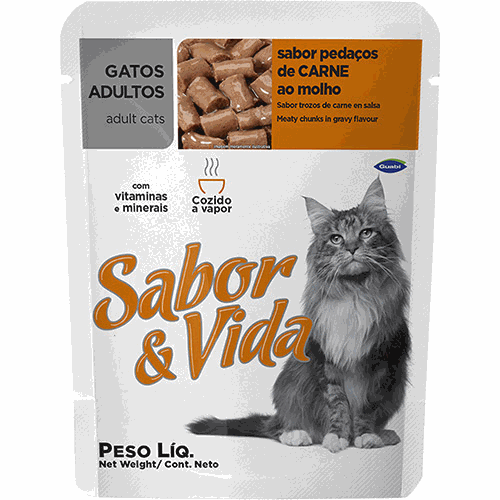 GATOS
ADULTOS
adult cats
sabor pedaços
de CARNE
ao molho
Sabor trozos de carne en salsa
Meaty chunks in gravy flavour
Guabi
com
vitaminas
e minerais
Cozido
a vapor
Sabor
& Vida
PESO LÍQ.
Net Weight/ Cont. Neto